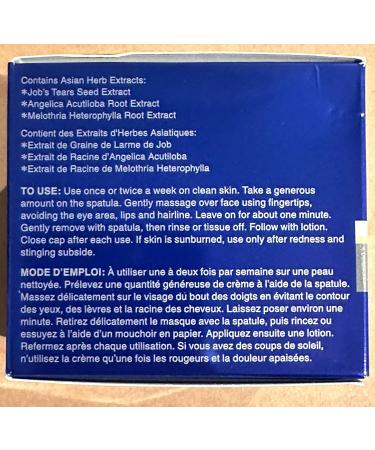 Contains Asian Herb Extracts:
*Job's Tears Seed Extract
*Angelica Acutiloba Root Extract
*Melothria Heterophylla Root Extract
Contient des Extraits d'Herbes Asiatiques:
*Extrait de Graine de Larme de Job
*Extrait de Racine d'Angelica Acutiloba
*Extrait de Racine de Melothria Heterophylla
TO USE: Use once or twice a week on clean skin. Take a generous
amount on the spatula. Gently massage over face using fingertips,
avoiding the eye area, lips and hairline. Leave on for about one minute.
Gently remove with spatula, then rinse or tissue off. Follow with lotion.
Close cap after each use. If skin is sunburned, use only after redness and
stinging subside.
MODE D'EMPLOI: À utiliser une à deux fois par semaine sur une peau
nettoyée. Prélevez une quantité généreuse de crème à l'aide de la spatule.
Massez délicatement sur le visage du bout des doigts en évitant le contour
des yeux, des lèvres et la racine des cheveux. Laissez poser environ une
minute. Retirez délicatement le masque avec la spatule, puis rincez ou
essuyez à l'aide d'un mouchoir en papier. Appliquez ensuite une lotion.
Refermez après chaque utilisation. Si vous avez des coups de soleil,
n'utilisez la crème qu'une fois les rougeurs et la douleur apaisées.